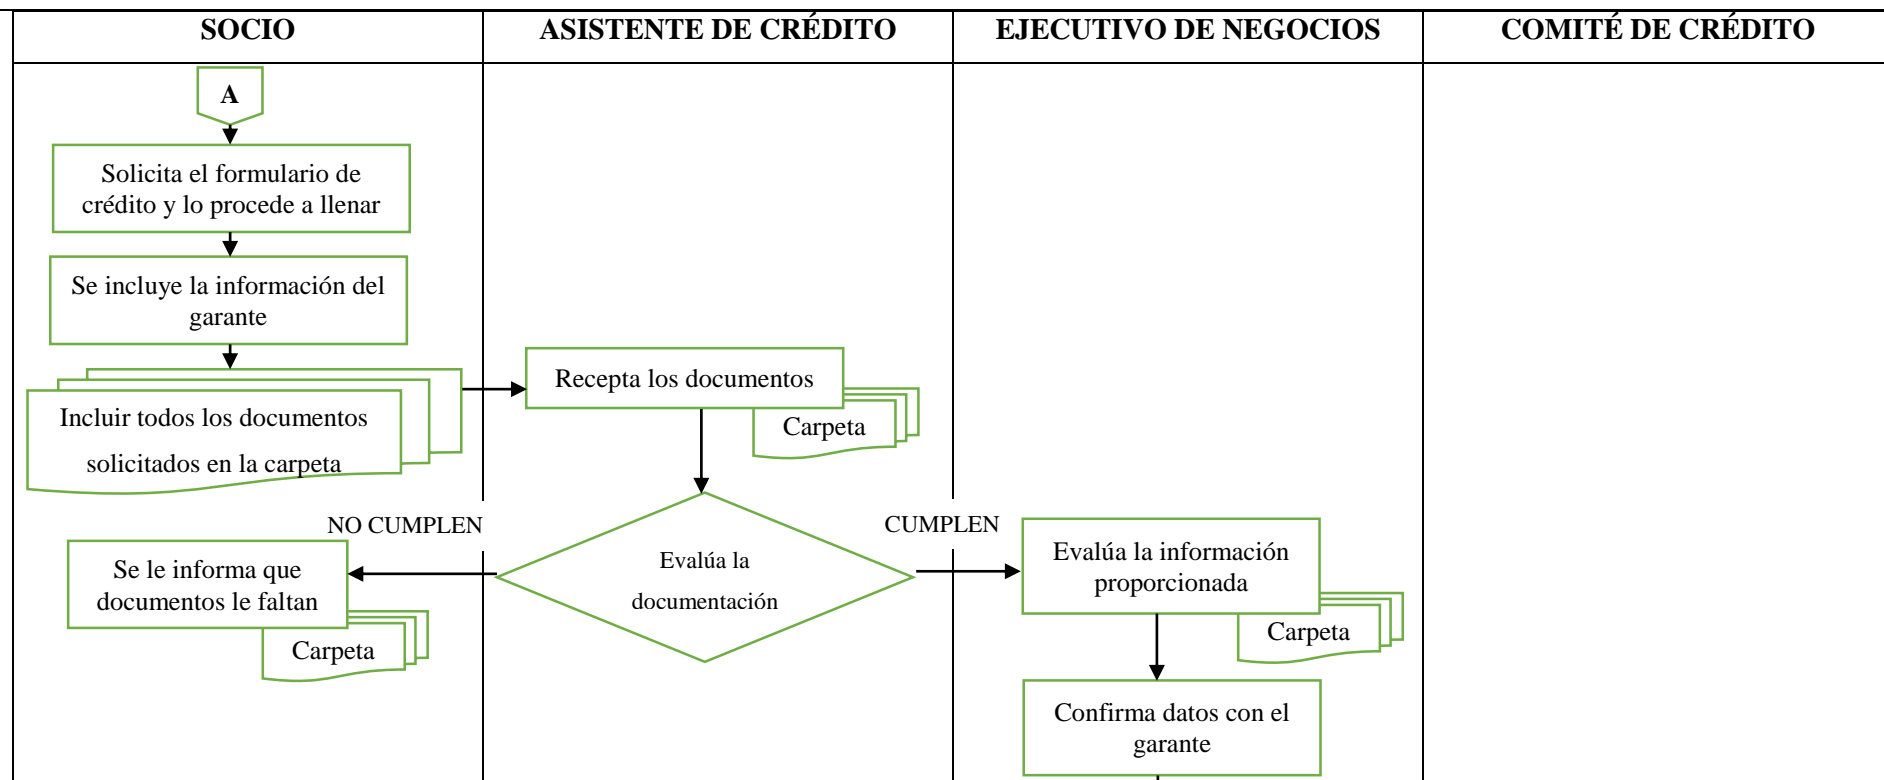 SOCIO
ASISTENTE DE CRÉDITO
EJECUTIVO DE NEGOCIOS
COMITÉ DE CRÉDITO
A
Solicita el formulario de
crédito y lo procede a llenar
Se incluye la información del
garante
Incluir todos los documentos
solicitados en la carpeta
Recepta los documentos
Carpeta
Evalúa la
documentación
NO CUMPLEN
Se le informa que
documentos le faltan
Carpeta
CUMPLEN
Evalúa la información
proporcionada
Carpeta
Confirma datos con el
garante